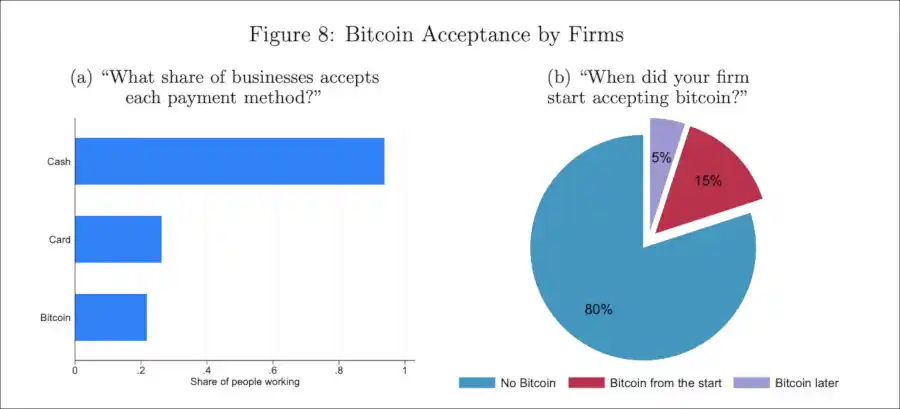 Figure 8: Bitcoin Acceptance by Firms
(a) “What share of businesses accepts
each payment method?”
Cash
Card
Bitcoin
0
.2
.4
.6
.8
1
Share of people working
(b) “When did your firm
start accepting bitcoin?”
5%
15%
80%
No Bitcoin
Bitcoin from the start
Bitcoin later